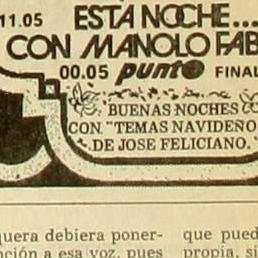 11.05 ESTA NOCHE...
CON MANOLO FAB
00.05 punto FINAL
BUENAS NOCHES
CON "TEMAS NAVIDEÑO
DE JOSE FELICIANO."
quera debiera poner- que pued
nción a esa voz, pues propia, si